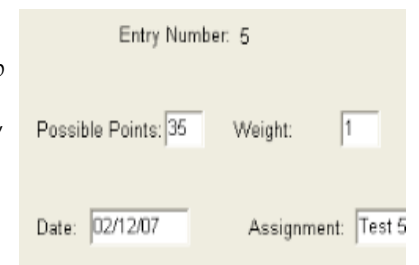 Entry Number: 5
Possible Points: 35 Weight: 1
Date: 02/12/07 Assignment: Test 5